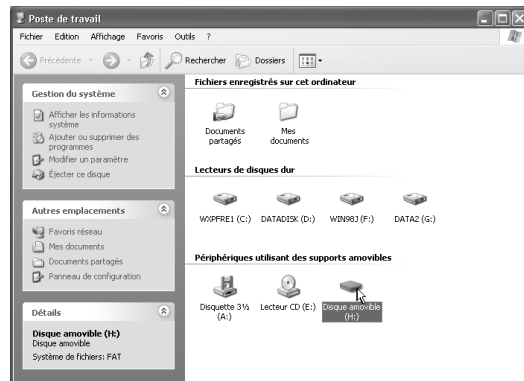 Poste de travail
Fichier Edition Affichage Favoris Outils ?
Précédente Rechercher Dossiers
Gestion du système
Afficher les informations
système
Ajouter ou supprimer des
programmes
Modifier un paramètre
Éjecter ce disque
Autres emplacements
Favoris réseau
Mes documents
Documents partagés
Panneau de configuration
Détails
Disque amovible (H:)
Disque amovible
Système de fichiers: FAT
Fichiers enregistrés sur cet ordinateur
Documents
partagés
Mes
documents
Lecteurs de disques dur
WXPFRE1 (C:) DATADISK (D:) WIN98J (F:) DATA2 (G:)
Périphériques utilisant des supports amovibles
Disquette 3½
(A:)
Lecteur CD (E:)
Disque amovible
(H:)